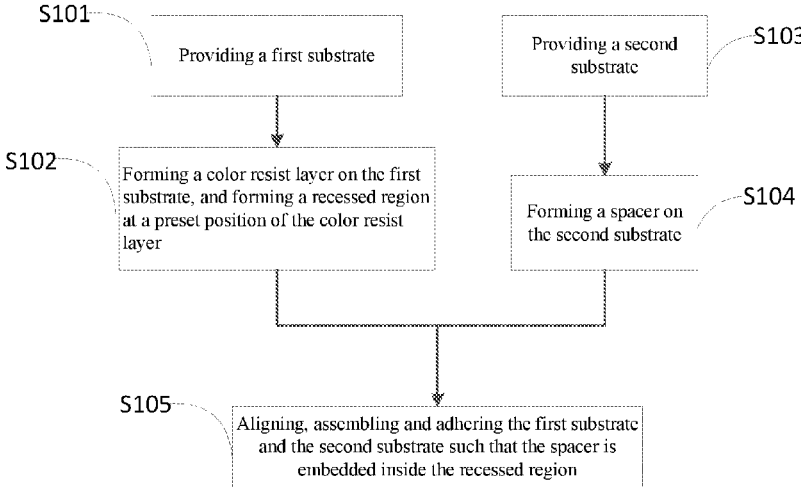 S101
Providing a first substrate
Providing a second
substrate
S103
S102
Forming a color resist layer on the first
substrate, and forming a recessed region
at a preset position of the color resist
layer
Forming a spacer on
the second substrate
S104
S105
Aligning, assembling and adhering the first substrate
and the second substrate such that the spacer is
embedded inside the recessed region